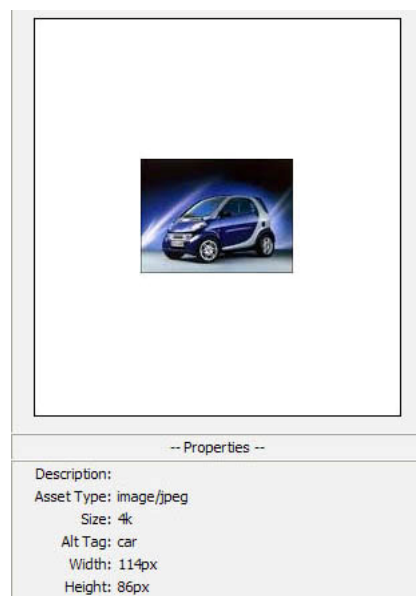 -- Properties --
Description:
Asset Type: image/jpeg
Size: 4k
Alt Tag: car
Width: 114px
Height: 86px